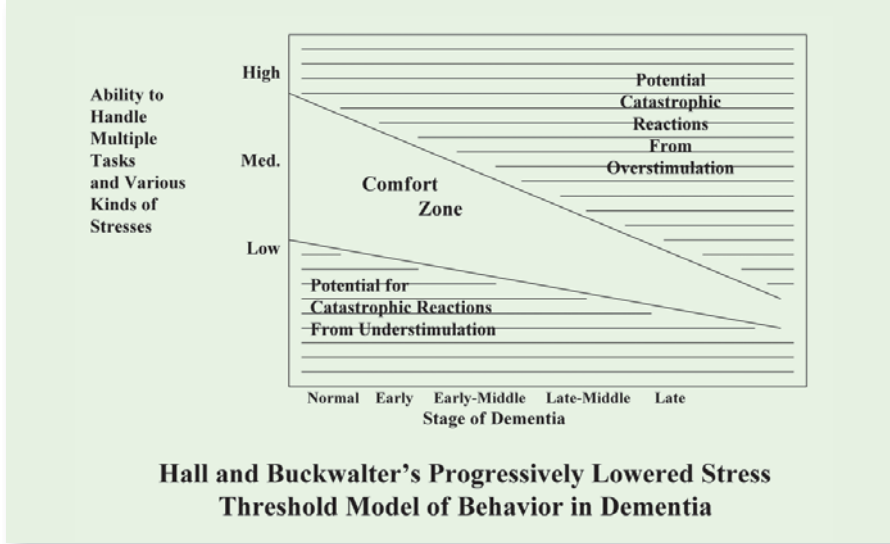 High
Med.
Low
Ability to
Handle
Multiple
Tasks
and Various
Kinds of
Stresses
Potential
Catastrophic
Reactions
From
Overstimulation
Comfort
Zone
Potential for
Catastrophic Reactions
From Understimulation
Normal Early Early-Middle Late-Middle Late
Stage of Dementia
Hall and Buckwalter's Progressively Lowered Stress
Threshold Model of Behavior in Dementia